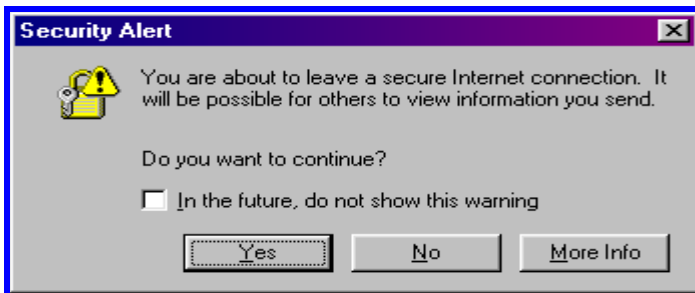 Security Alert
You are about to leave a secure Internet connection. It
will be possible for others to view information you send.
Do you want to continue?
In the future, do not show this warning
Yes No More Info